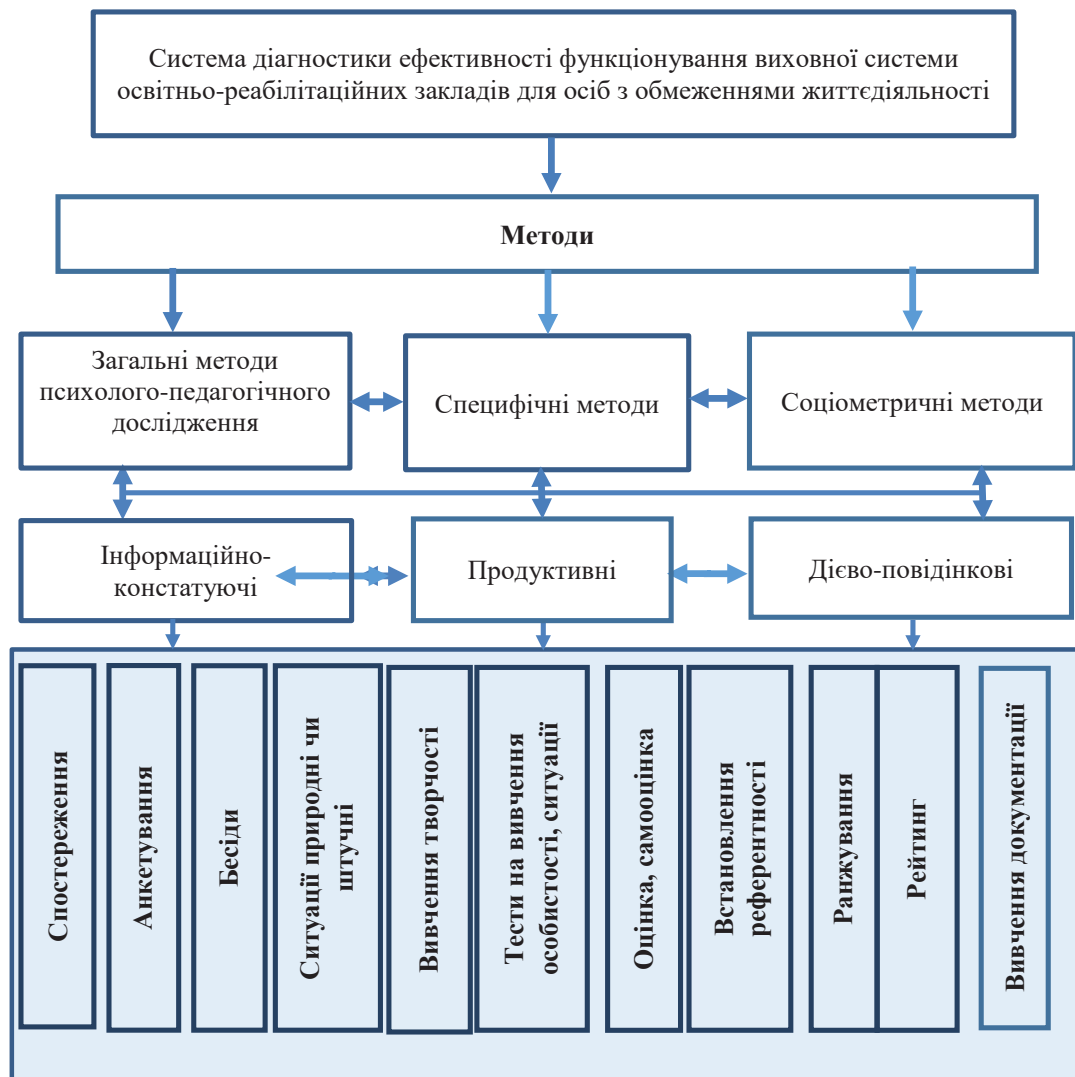 Система діагностики ефективності функціонування виховної системи
освітньо-реабілітаційних закладів для осіб з обмеженнями життєдіяльності
Методи
Загальні методи
психолого-педагогічного
дослідження
Специфічні методи
Соціометричні методи
Інформаційно-
констатуючі
Продуктивні
Дієво-повідінкові
Спостереження
Анкетування
Бесіди
Ситуації природні чи
штучні
Вивчення творчості
Тести на вивчення
особистості, ситуації
Оцінка, самооцінка
Встановлення
референтності
Ранжування
Рейтинг
Вивчення документації